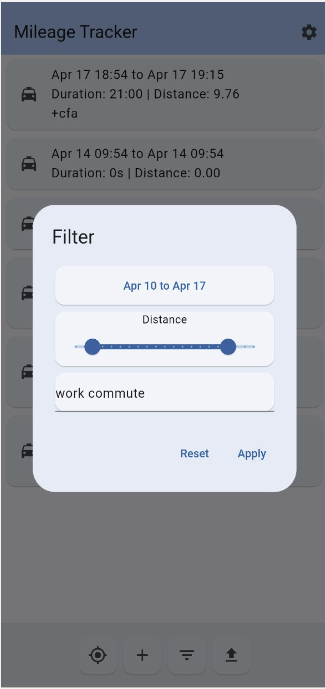 Mileage Tracker
Apr 17 18:54 to Apr 17 19:15
Duration: 21:00 | Distance: 9.76
+cfa
Apr 14 09:54 to Apr 14 09:54
Duration: 0s | Distance: 0.00
Filter
Apr 10 to Apr 17
Distance
work commute
Reset
Apply